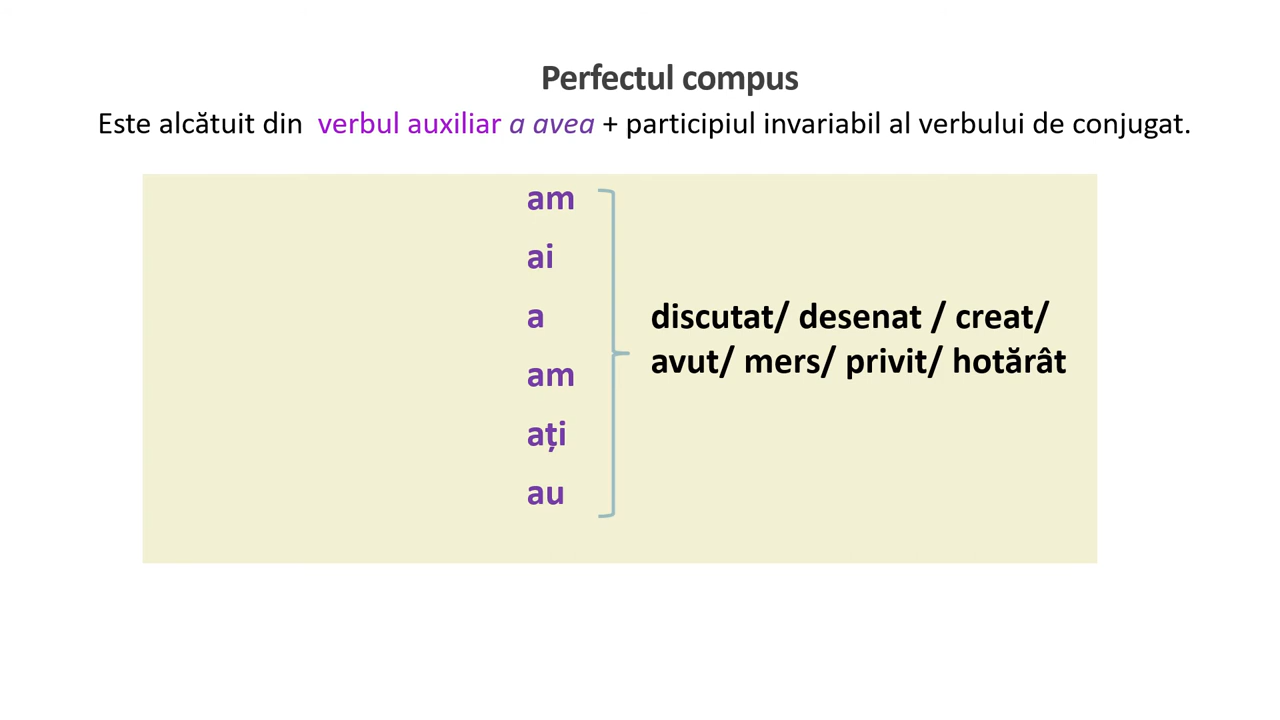 Perfectul compus
Este alcătuit din verbul auxiliar a avea + participiul invariabil al verbului de conjugat.
am
ai
a
am
ați
au
discutat/ desenat / creat/
avut/ mers/ privit/ hotărât